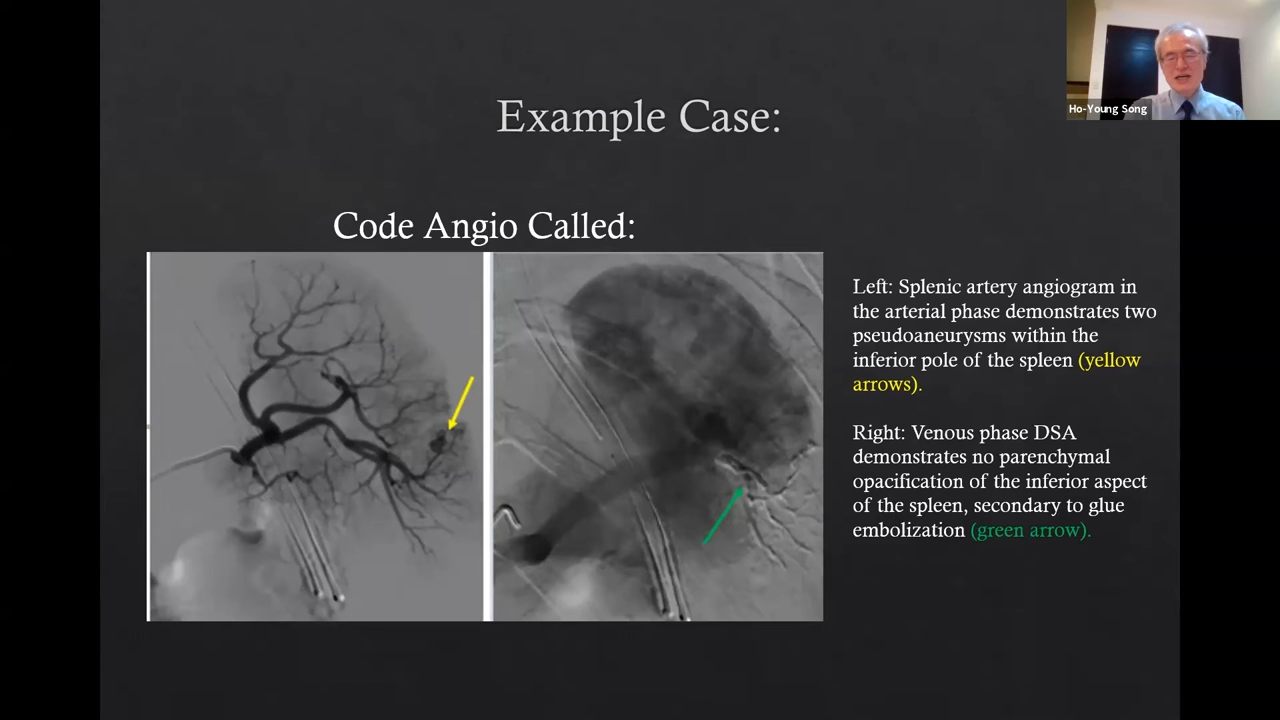 Ho-Young Song
Example Case:
Code Angio Called:
Left: Splenic artery angiogram in
the arterial phase demonstrates two
pseudoaneurysms within the
inferior pole of the spleen (yellow
arrows).
Right: Venous phase DSA
demonstrates no parenchymal
opacification of the inferior aspect
of the spleen, secondary to glue
embolization (green arrow).